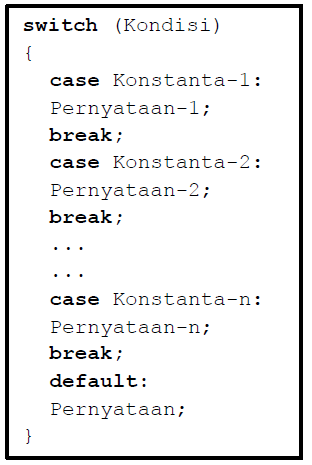 switch (Kondisi)
{
case Konstanta-1:
Pernyataan-1;
break;
case Konstanta-2:
Pernyataan-2;
break;
...
...
case Konstanta-n:
Pernyataan-n;
break;
default:
Pernyataan;
}